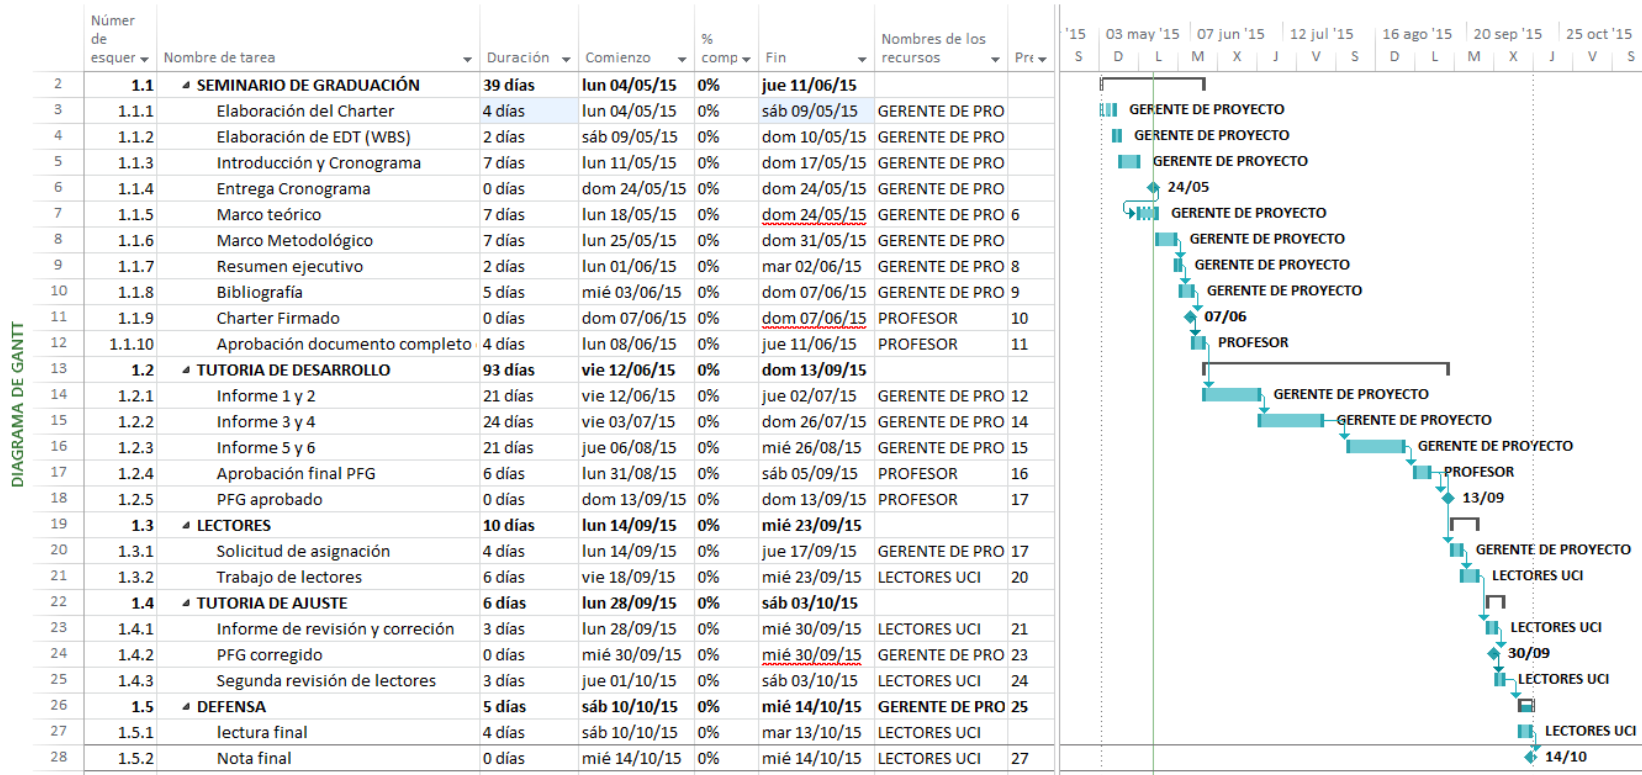 Númer de esquer Nombre de tarea Duración Comienzo % comp Fin Nombres de los recursos Pre
'15 03 may '15 07 jun '15 12 jul '15 16 ago '15 20 sep '15 25 oct '15
S D L M X J V S D L M X J V S
2 1.1 SEMINARIO DE GRADUACIÓN 39 días lun 04/05/15 0% jue 11/06/15
3 1.1.1 Elaboración del Charter 4 días lun 04/05/15 0% sáb 09/05/15 GERENTE DE PRO GERENTE DE PROYECTO
4 1.1.2 Elaboración de EDT (WBS) 2 días sáb 09/05/15 0% dom 10/05/15 GERENTE DE PRO GERENTE DE PROYECTO
5 1.1.3 Introducción y Cronograma 7 días lun 11/05/15 0% dom 17/05/15 GERENTE DE PRO GERENTE DE PROYECTO
6 1.1.4 Entrega Cronograma 0 días dom 24/05/15 0% dom 24/05/15 GERENTE DE PRO 24/05
7 1.1.5 Marco teórico 7 días lun 18/05/15 0% dom 24/05/15 GERENTE DE PRO 6 GERENTE DE PROYECTO
8 1.1.6 Marco Metodológico 7 días lun 25/05/15 0% dom 31/05/15 GERENTE DE PRO GERENTE DE PROYECTO
9 1.1.7 Resumen ejecutivo 2 días lun 01/06/15 0% mar 02/06/15 GERENTE DE PRO 8 GERENTE DE PROYECTO
10 1.1.8 Bibliografía 5 días mié 03/06/15 0% dom 07/06/15 GERENTE DE PRO 9 GERENTE DE PROYECTO
11 1.1.9 Charter Firmado 0 días dom 07/06/15 0% dom 07/06/15 PROFESOR 10 07/06
12 1.1.10 Aprobación documento completo 4 días lun 08/06/15 0% jue 11/06/15 PROFESOR 11 PROFESOR
13 1.2 TUTORIA DE DESARROLLO 93 días vie 12/06/15 0% dom 13/09/15
14 1.2.1 Informe 1 y 2 21 días vie 12/06/15 0% jue 02/07/15 GERENTE DE PRO 12 GERENTE DE PROYECTO
15 1.2.2 Informe 3 y 4 24 días vie 03/07/15 0% dom 26/07/15 GERENTE DE PRO 14 GERENTE DE PROYECTO
16 1.2.3 Informe 5 y 6 21 días jue 06/08/15 0% mié 26/08/15 GERENTE DE PRO 15 GERENTE DE PROYECTO
17 1.2.4 Aprobación final PFG 6 días lun 31/08/15 0% sáb 05/09/15 PROFESOR 16 PROFESOR
18 1.2.5 PFG aprobado 0 días dom 13/09/15 0% dom 13/09/15 PROFESOR 17 13/09
19 1.3 LECTORES 10 días lun 14/09/15 0% mié 23/09/15
20 1.3.1 Solicitud de asignación 4 días lun 14/09/15 0% jue 17/09/15 GERENTE DE PRO 17 GERENTE DE PROYECTO
21 1.3.2 Trabajo de lectores 6 días vie 18/09/15 0% mié 23/09/15 LECTORES UCI 20 LECTORES UCI
22 1.4 TUTORIA DE AJUSTE 6 días lun 28/09/15 0% sáb 03/10/15
23 1.4.1 Informe de revisión y correción 3 días lun 28/09/15 0% mié 30/09/15 LECTORES UCI 21 LECTORES UCI
24 1.4.2 PFG corregido 0 días mié 30/09/15 0% mié 30/09/15 GERENTE DE PRO 23 30/09
25 1.4.3 Segunda revisión de lectores 3 días jue 01/10/15 0% sáb 03/10/15 LECTORES UCI 24 LECTORES UCI
26 1.5 DEFENSA 5 días sáb 10/10/15 0% mié 14/10/15 GERENTE DE PRO 25
27 1.5.1 lectura final 4 días sáb 10/10/15 0% mar 13/10/15 LECTORES UCI LECTORES UCI
28 1.5.2 Nota final 0 días mié 14/10/15 0% mié 14/10/15 LECTORES UCI 27 14/10
DIAGRAMA DE GANTT